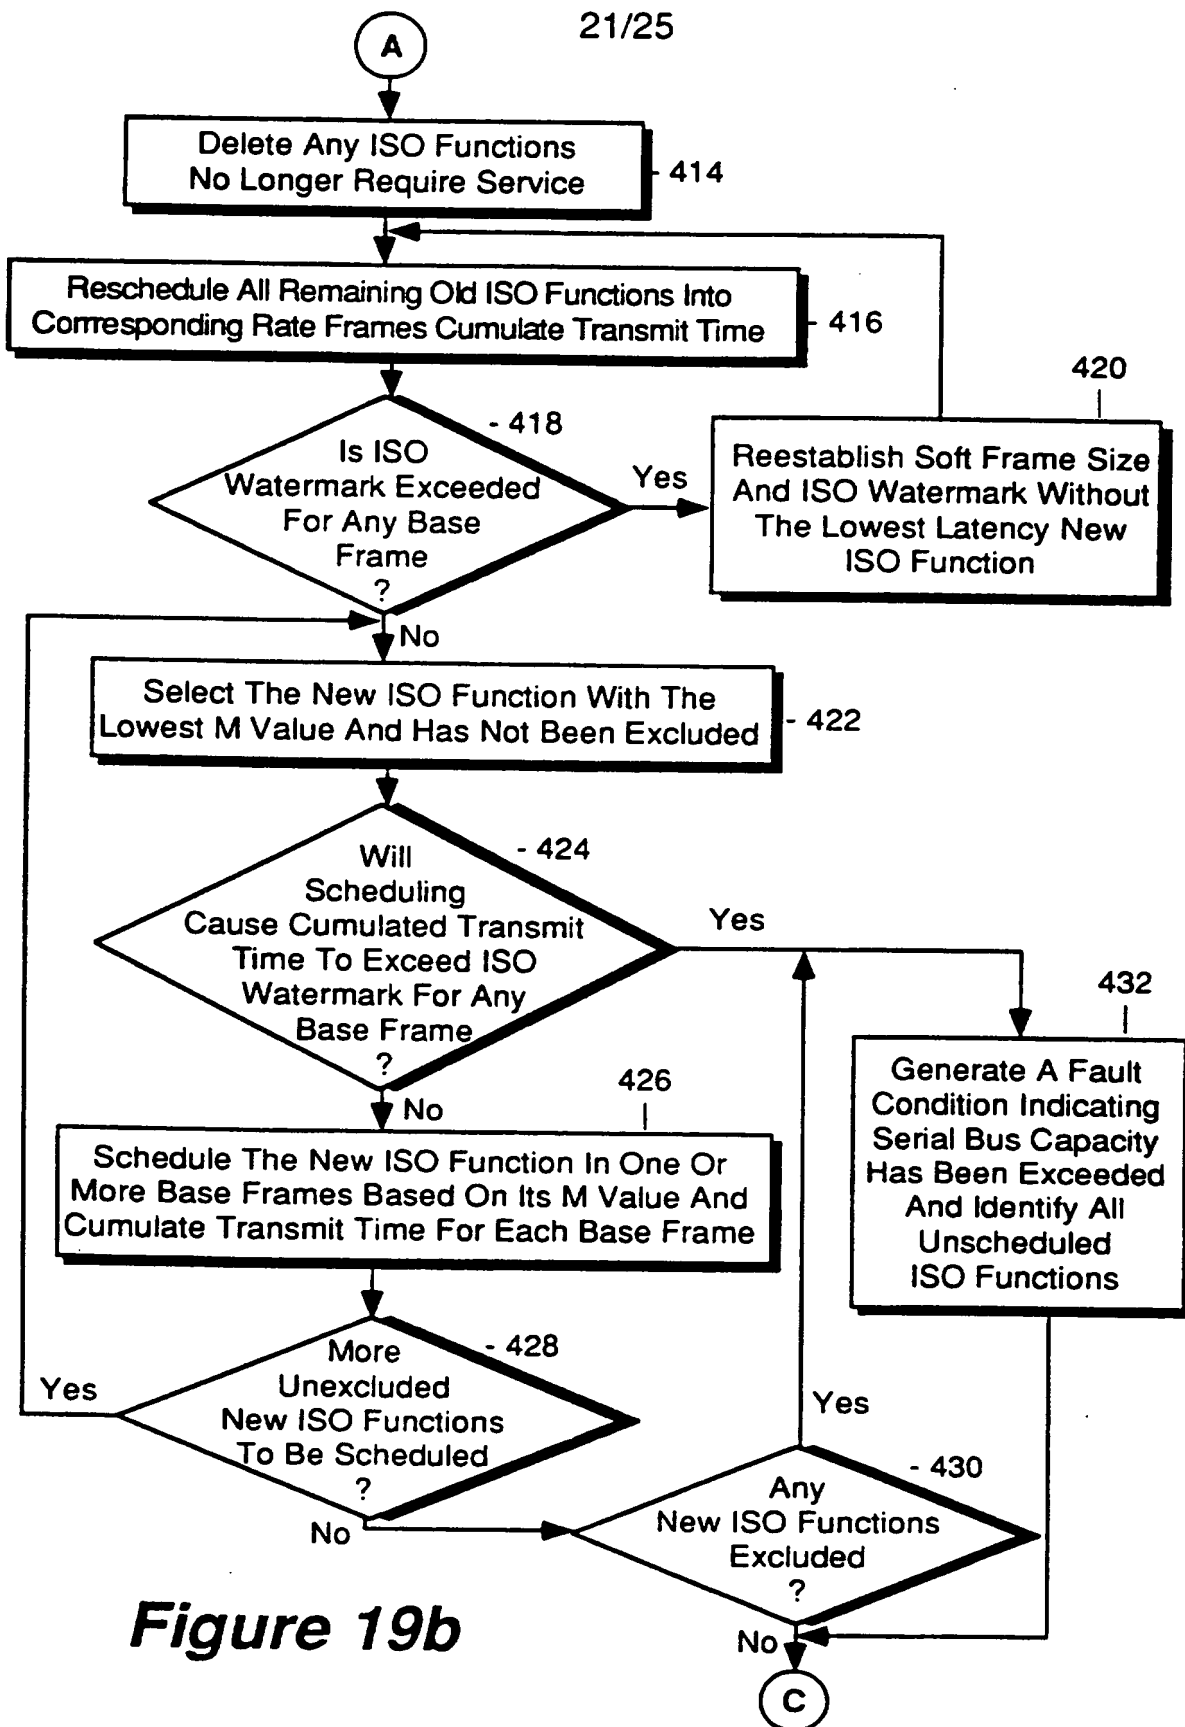 21/25
A
Delete Any ISO Functions
No Longer Require Service
- 414
Reschedule All Remaining Old ISO Functions Into
Corrresponding Rate Frames Cumulate Transmit Time
- 416
- 418
Is ISO
Watermark Exceeded
For Any Base
Frame
?
Yes
420
Reestablish Soft Frame Size
And ISO Watermark Without
The Lowest Latency New
ISO Function
No
Select The New ISO Function With The
Lowest M Value And Has Not Been Excluded
- 422
- 424
Will
Scheduling
Cause Cumulated Transmit
Time To Exceed ISO
Watermark For Any
Base Frame
?
Yes
432
Generate A Fault
Condition Indicating
Serial Bus Capacity
Has Been Exceeded
And Identify All
Unscheduled
ISO Functions
No
426
Schedule The New ISO Function In One Or
More Base Frames Based On Its M Value And
Cumulate Transmit Time For Each Base Frame
- 428
More
Unexcluded
New ISO Functions
To Be Scheduled
?
Yes
No
Yes
- 430
Any
New ISO Functions
Excluded
?
No
C
Figure 19b